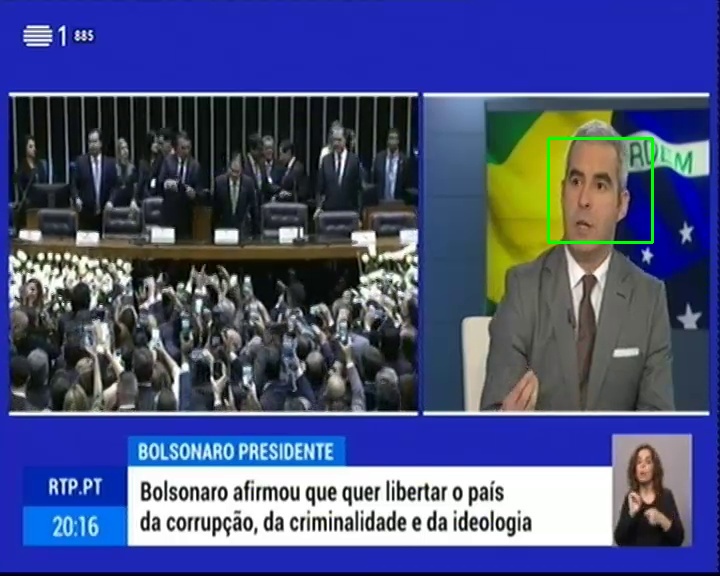 1 885
RDEM
BOLSONARO PRESIDENTE
RTP.PT
Bolsonaro afirmou que quer libertar o país
20:16
da corrupção, da criminalidade e da ideologia